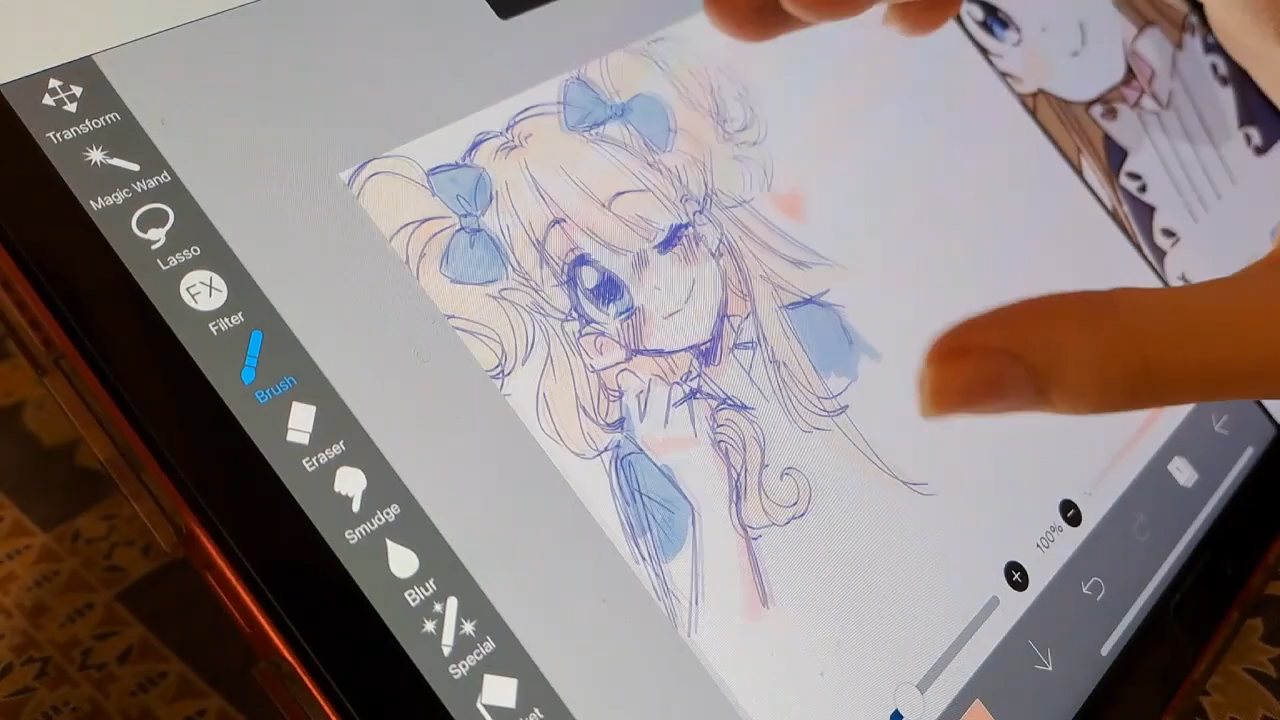 Transform
Magic Wand
Lasso
FX
Filter
Brush
Eraser
Smudge
Blur
Special
100%